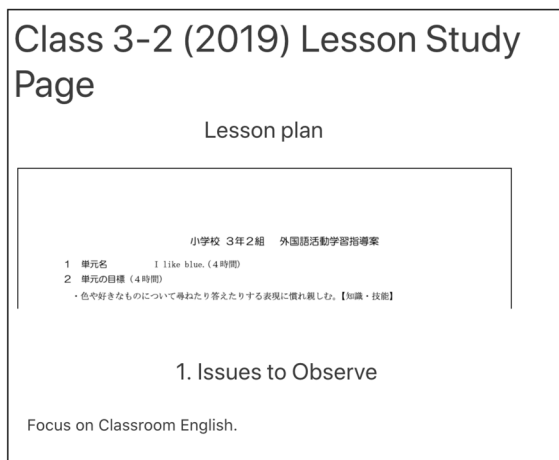 Class 3-2 (2019) Lesson Study
Page
Lesson plan
小学校 3年2組 外国語活動学習指導案
1 単元名 I like blue.(4時間)
2 単元の目標(4時間)
・色や好きなものについて尋ねたり答えたりする表現に慣れ親しむ。【知識・技能】
1. Issues to Observe
Focus on Classroom English.